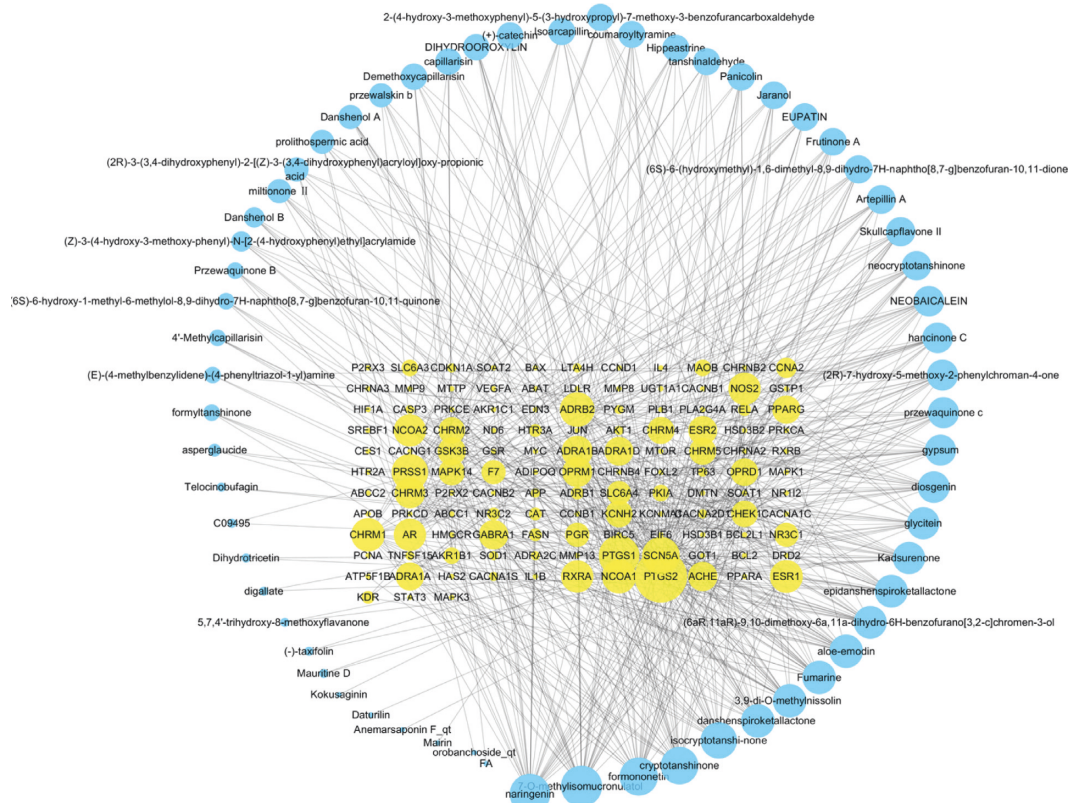 2-(4-hydroxy-3-methoxyphenyl)-5-(3-hydroxypropyl)-7-methoxy-3-benzofurancarboxaldehyde
(+)-catechin
Isoarcapillin
coumaroyltyramine
DIHYDROOROXYLIN
Hippeastrine
capillarisin
tanshinaldehyde
Demethoxycapillarisin
Panicolin
przewalskin b
Jaranol
Danshenol A
EUPATIN
prolithospermic acid
Frutinone A
(2R)-3-(3,4-dihydroxyphenyl)-2-[(Z)-3-(3,4-dihydroxyphenyl)acryloyl]oxy-propionic
acid
(6S)-6-(hydroxymethyl)-1,6-dimethyl-8,9-dihydro-7H-naphtho[8,7-g]benzofuran-10,11-dione
miltionone II
Artepillin A
Danshenol B
Skullcapflavone II
(Z)-3-(4-hydroxy-3-methoxy-phenyl)-N-[2-(4-hydroxyphenyl)ethyl]acrylamide
Przewaquinone B
neocryptotanshinone
(6S)-6-hydroxy-1-methyl-6-methylol-8,9-dihydro-7H-naphtho[8,7-g]benzofuran-10,11-quinone
NEOBAICALEIN
4'-Methylcapillarisin
hancinone C
(E)-(4-methylbenzylidene)-(4-phenyltriazol-1-yl)amine
(2R)-7-hydroxy-5-methoxy-2-phenylchroman-4-one
formyltanshinone
przewaquinone c
asperglaucide
gypsum
Telocinobufagin
diosgenin
C09495
glycitein
Dihydrotricetin
Kadsurenone
digallate
epidanshenspiroketallactone
5,7,4'-trihydroxy-8-methoxyflavanone
(6aR,11aR)-9,10-dimethoxy-6a,11a-dihydro-6H-benzofurano[3,2-c]chromen-3-ol
(-)-taxifolin
aloe-emodin
Mauritine D
Fumarine
Kokusaginin
3,9-di-O-methylnissolin
Daturilin
danshenspiroketallactone
Anemarsaponin F_qt
isocryptotanshi-none
Mairin
orobanchoside_qt
FA
cryptotanshinone
formononetin
7-O-methylisomucronulatol
naringenin
P2RX3 SLC6A3 CDKN1A SOAT2 BAX LTA4H CCND1 IL4 MAOB CHRNB2 CCNA2
CHRNA3 MMP9 MTTP VEGFA ABAT LDLR MMP8 UGT1A1 CACNB1 NOS2 GSTP1
HIF1A CASP3 PRKCE AKR1C1 EDN3 ADRB2 PYGM PLB1 PLA2G4A RELA PPARG
SREBF1 NCOA2 CHRM2 ND6 HTR3A JUN AKT1 CHRM4 ESR2 HSD3B2 PRKCA
CES1 CACNG1 GSK3B GSR MYC ADRA1B ADRA1D MTOR CHRM5 CHRNA2 RXRB
HTR2A PRSS1 MAPK14 F7 ADIPOQ OPRM1 CHRNB4 FOXL2 TP63 OPRD1 MAPK1
ABCC2 CHRM3 P2RX2 CACNB2 APP ADRB1 SLC6A4 PKIA DMTN SOAT1 NR1I2
APOB PRKCD ABCC1 NR3C2 CAT CCNB1 KCNH2 KCNMA1 CACNA2D1 CHEK1 CACNA1C
CHRM1 AR HMGCR GABRA1 FASN PGR BIRC5 EIF6 HSD3B1 BCL2L1 NR3C1
PCNA TNFSF15 AKR1B1 SOD1 ADRA2C MMP13 PTGS1 SCN5A GOT1 BCL2 DRD2
ATP5F1B ADRA1A HAS2 CACNA1S IL1B RXRA NCOA1 PTGS2 ACHE PPARA ESR1
KDR STAT3 MAPK3